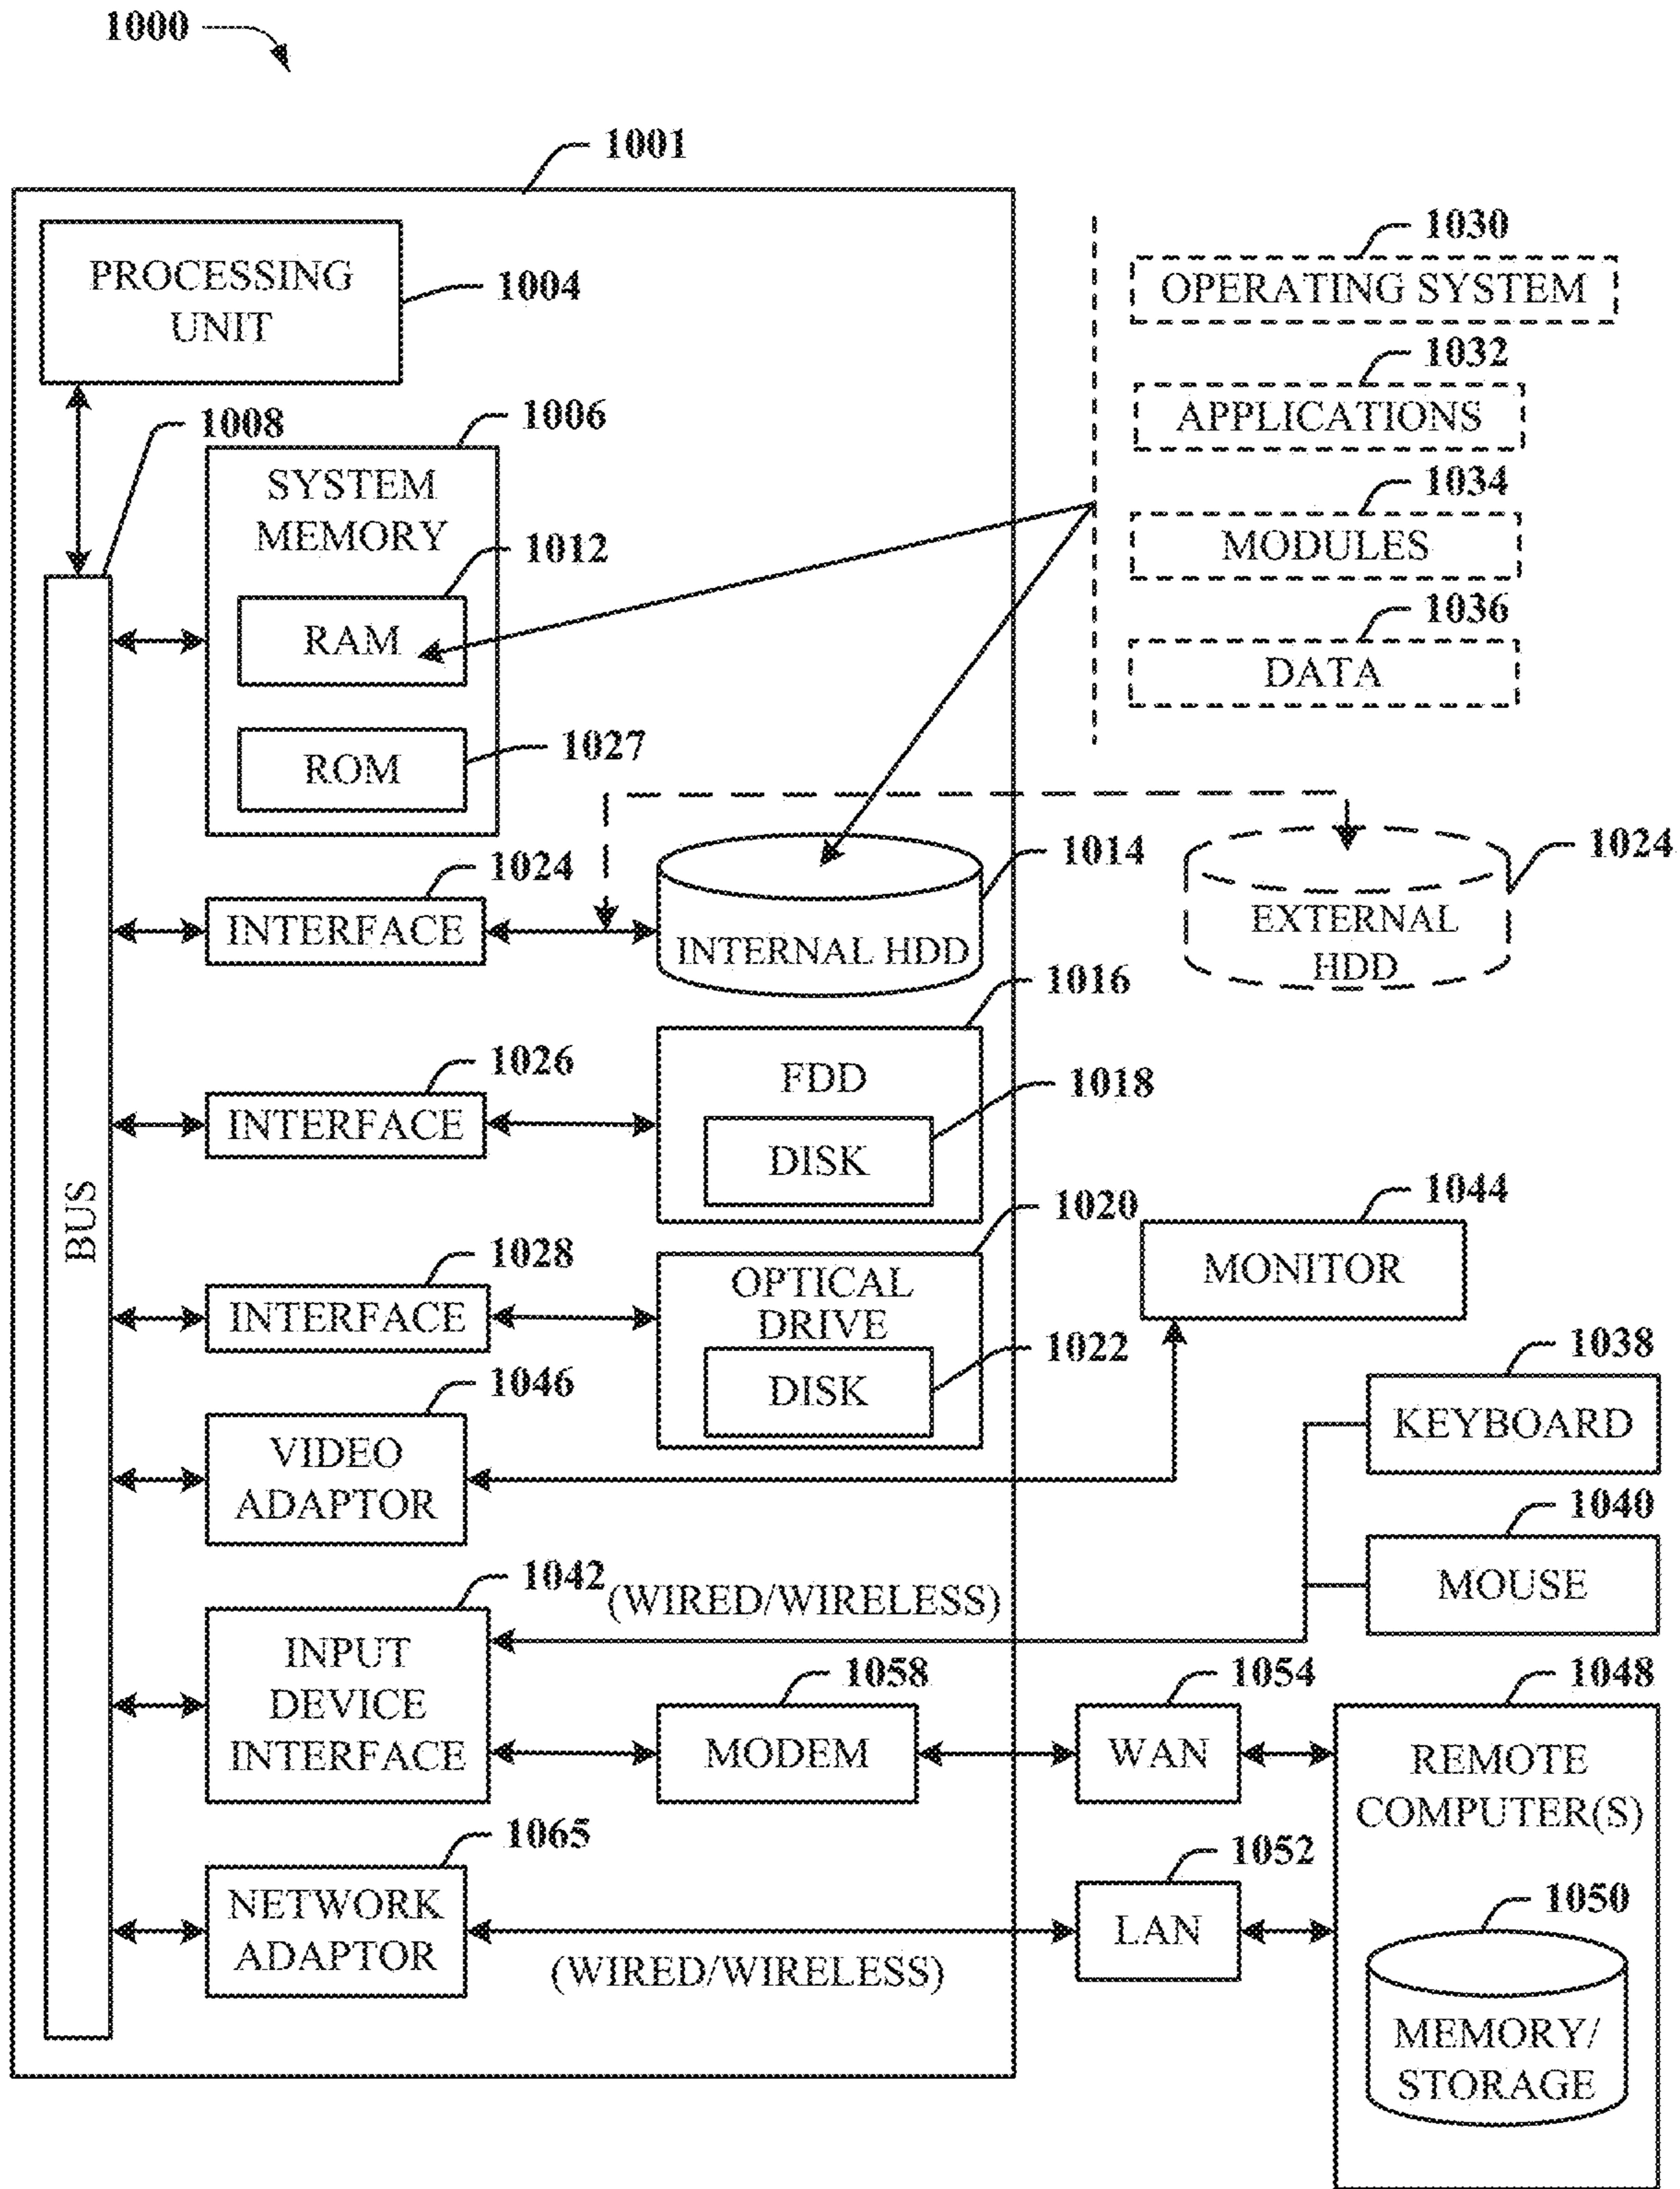 1000
1001
PROCESSING
UNIT
1004
1030
OPERATING SYSTEM
1032
APPLICATIONS
1034
MODULES
1036
DATA
1008
1006
SYSTEM
MEMORY
1012
RAM
ROM
1027
1024
INTERFACE
1014
INTERNAL HDD
1024
EXTERNAL
HDD
1016
1026
INTERFACE
FDD
1018
DISK
BUS
1020
1044
MONITOR
1028
INTERFACE
OPTICAL
DRIVE
1022
DISK
1038
KEYBOARD
1046
VIDEO
ADAPTOR
1040
MOUSE
1042
(WIRED/WIRELESS)
INPUT
DEVICE
INTERFACE
1058
MODEM
1054
WAN
1048
REMOTE
COMPUTER(S)
1065
NETWORK
ADAPTOR
(WIRED/WIRELESS)
1052
LAN
1050
MEMORY/
STORAGE